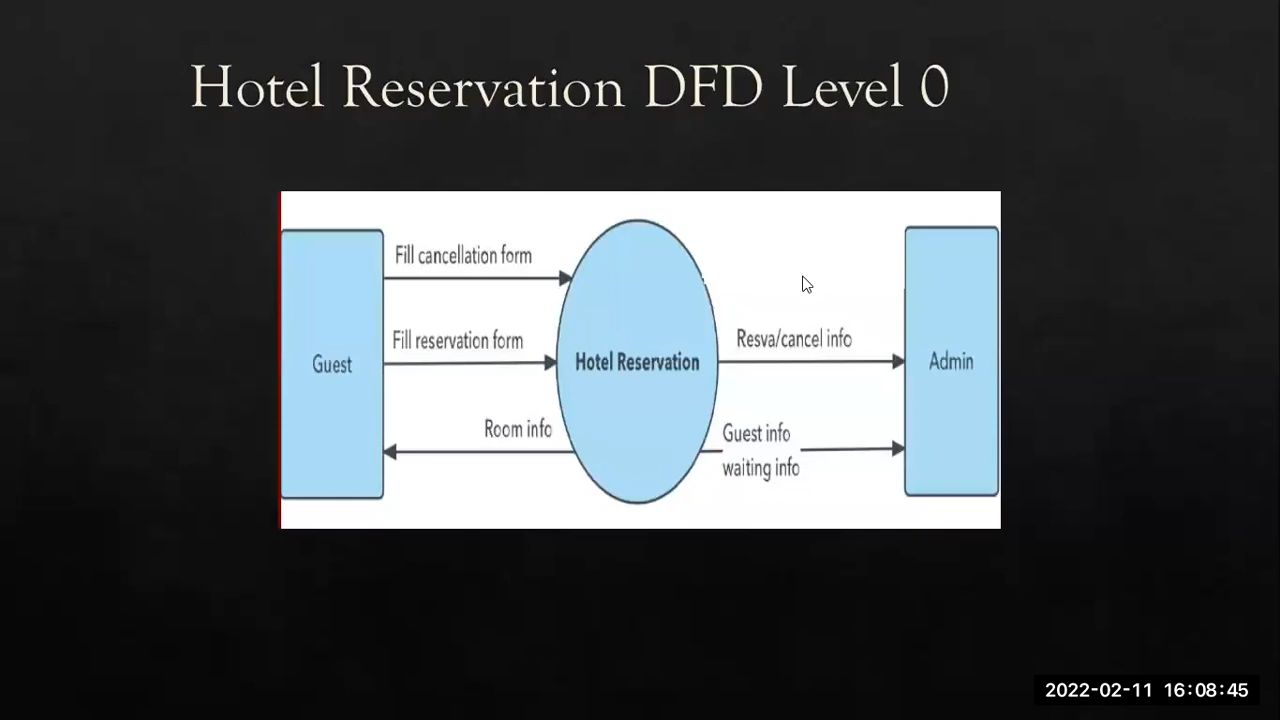 Hotel Reservation DFD Level 0
Fill cancellation form
Fill reservation form
Resva/cancel info
Guest
Hotel Reservation
Admin
Room info
Guest info
waiting info
2022-02-11 16:08:45